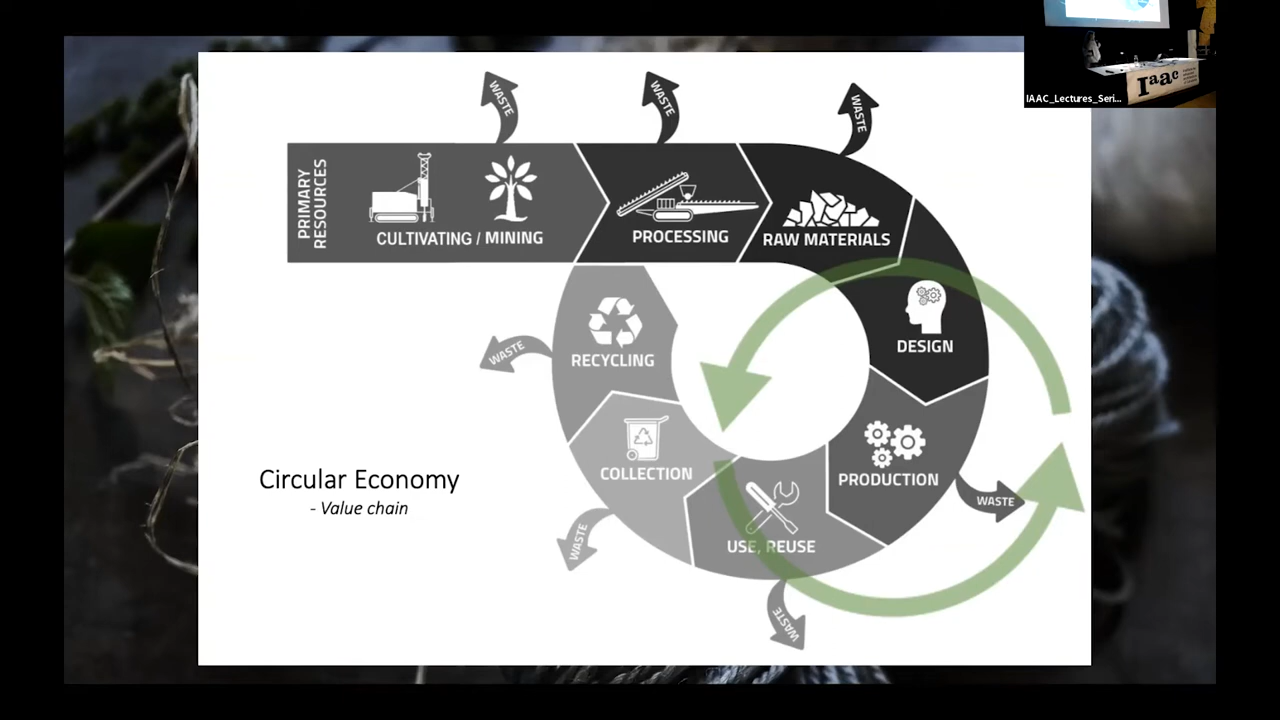 WASTE
WASTE
WASTE
PRIMARY
RESOURCES
CULTIVATING / MINING
PROCESSING
RAW MATERIALS
DESIGN
PRODUCTION
WASTE
USE, REUSE
WASTE
COLLECTION
WASTE
RECYCLING
WASTE
Circular Economy
- Value chain
Iaac
IAAC_Lectures_Seri...